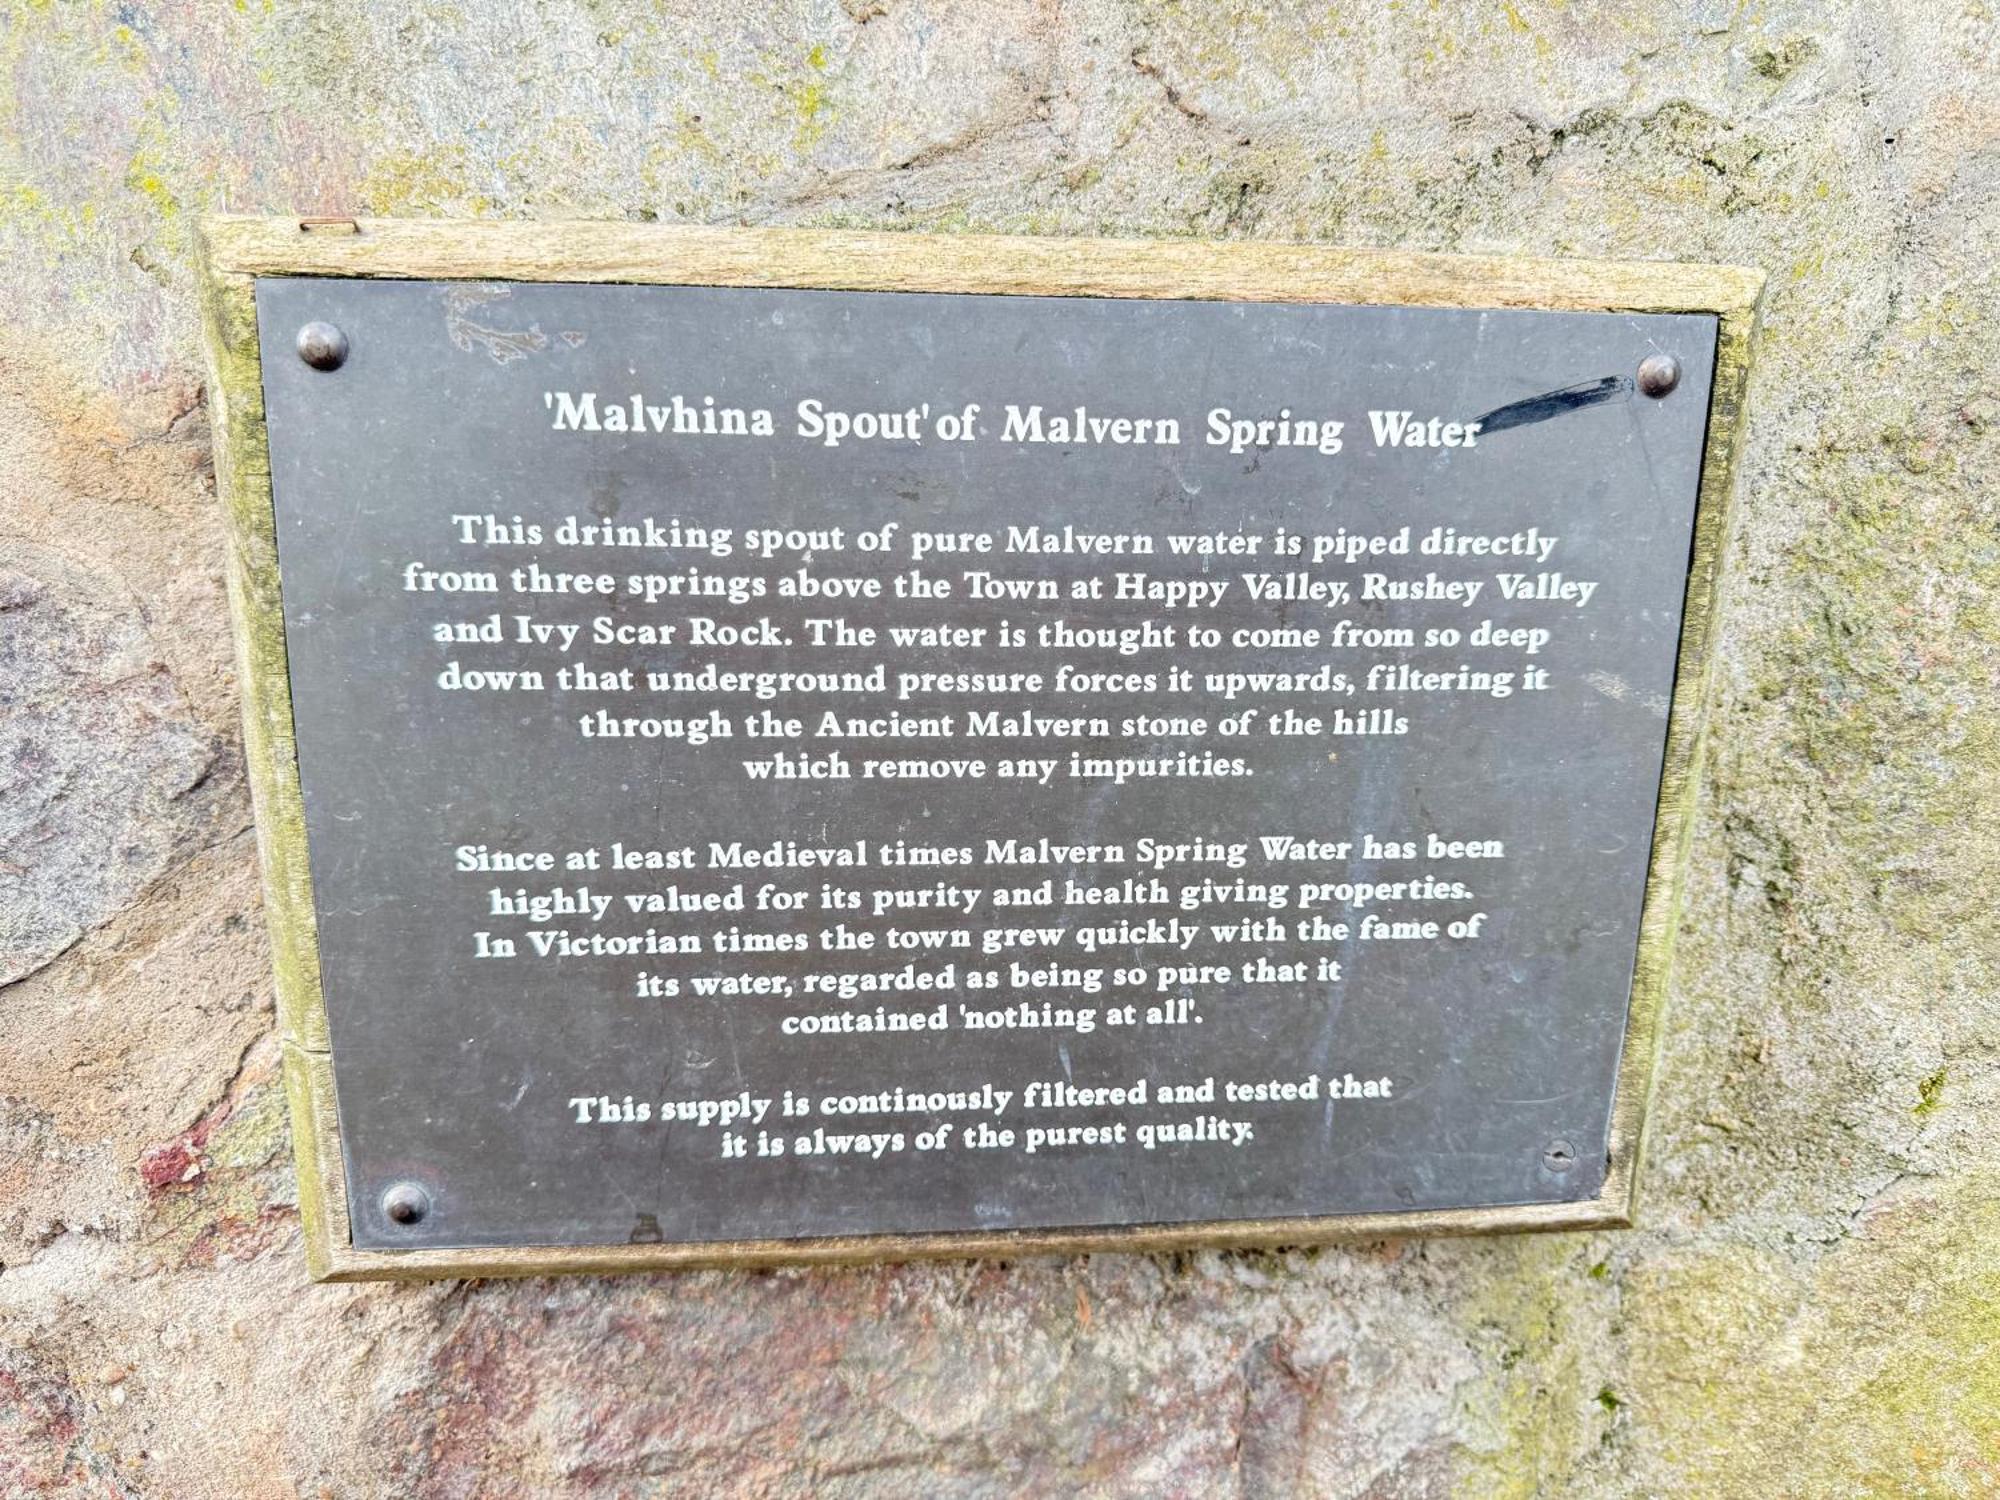 'Malvhina Spout' of Malvern Spring Water
This drinking spout of pure Malvern water is piped directly
from three springs above the Town at Happy Valley, Rushey Valley
and Ivy Scar Rock. The water is thought to come from so deep
down that underground pressure forces it upwards, filtering it
through the Ancient Malvern stone of the hills
which remove any impurities.
Since at least Medieval times Malvern Spring Water has been
highly valued for its purity and health giving properties.
In Victorian times the town grew quickly with the fame of
its water, regarded as being so pure that it
contained 'nothing at all'.
This supply is continously filtered and tested that
it is always of the purest quality.